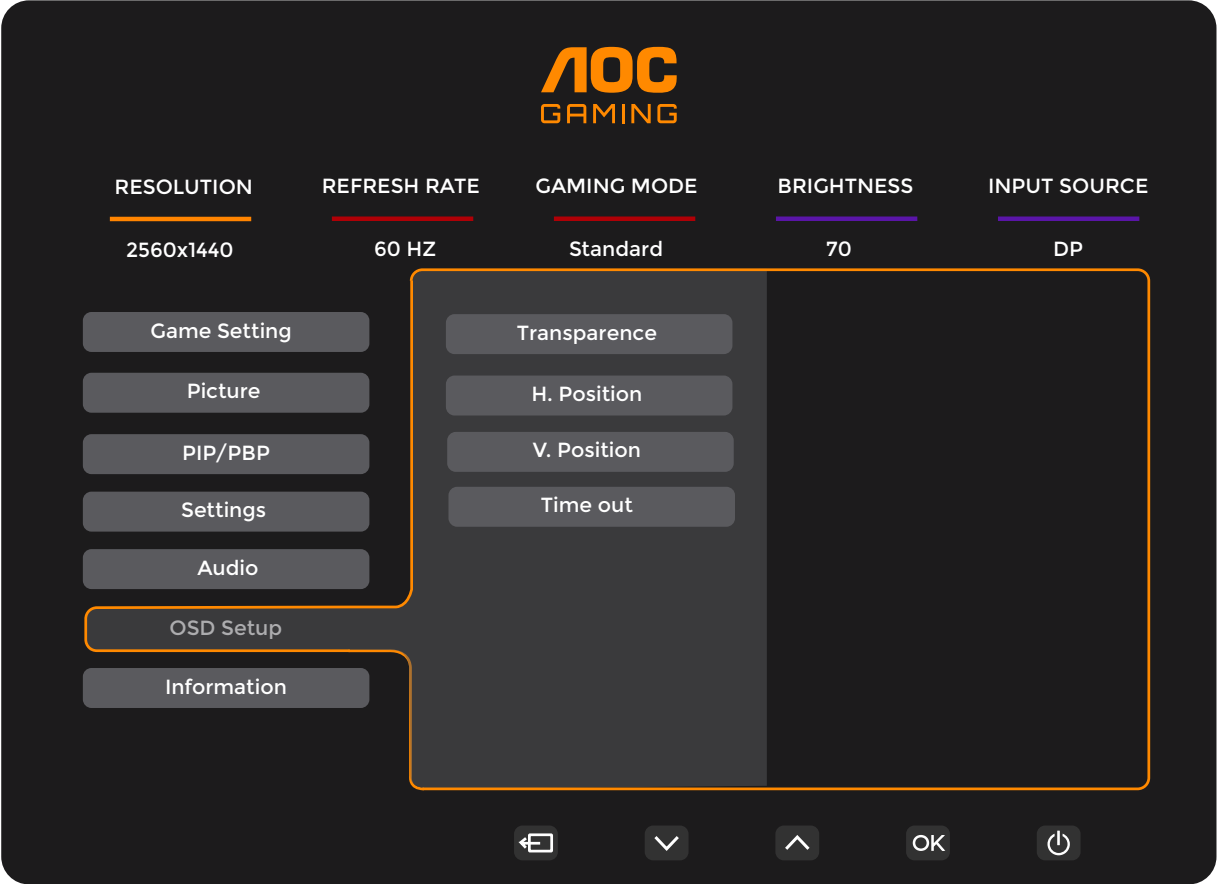 AOC
GAMING
RESOLUTION REFRESH RATE GAMING MODE BRIGHTNESS INPUT SOURCE
2560x1440 60 HZ Standard 70 DP
Game Setting
Picture
PIP/PBP
Settings
Audio
OSD Setup
Information
Transparence
H. Position
V. Position
Time out
OK